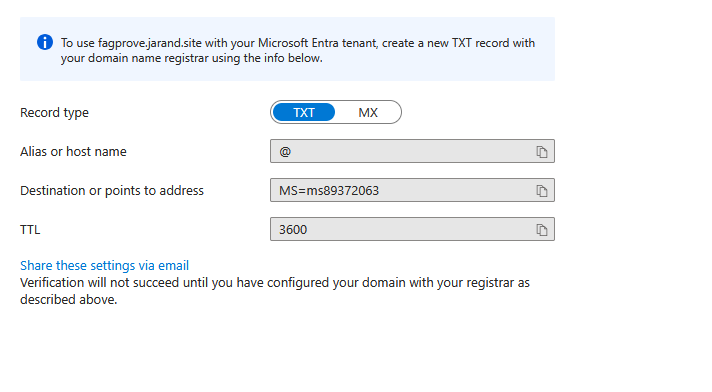 To use fagprove.jarand.site with your Microsoft Entra tenant, create a new TXT record with
your domain name registrar using the info below.
Record type TXT MX
Alias or host name @
Destination or points to address MS=ms89372063
TTL 3600
Share these settings via email
Verification will not succeed until you have configured your domain with your registrar as
described above.